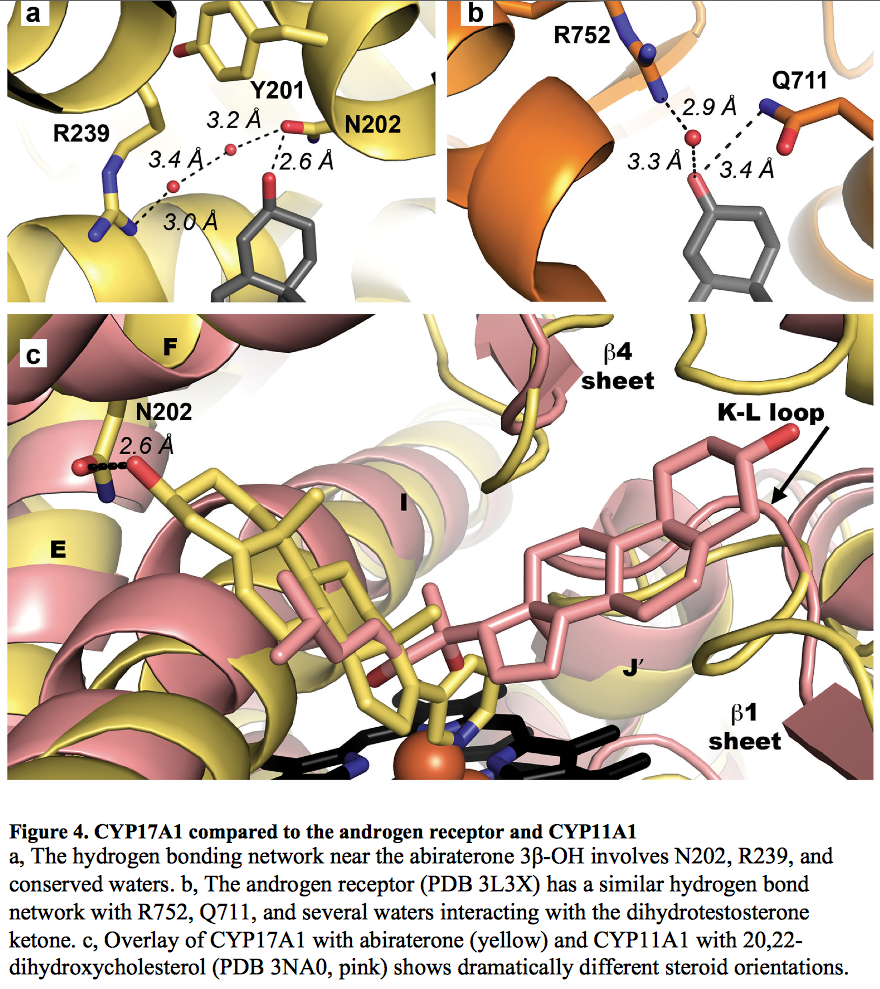 a
b
R752
Y201
Q711
3.2 Å
N202
R239
2.9 Å
3.4 Å
2.6 Å
3.3 Å
3.4 Å
3.0 Å
c
F
β4
sheet
N202
K-L loop
2.6 Å
I
E
J′
β1
sheet
Figure 4. CYP17A1 compared to the androgen receptor and CYP11A1
a, The hydrogen bonding network near the abiraterone 3β-OH involves N202, R239, and
conserved waters. b, The androgen receptor (PDB 3L3X) has a similar hydrogen bond
network with R752, Q711, and several waters interacting with the dihydrotestosterone
ketone. c, Overlay of CYP17A1 with abiraterone (yellow) and CYP11A1 with 20,22-
dihydroxycholesterol (PDB 3NA0, pink) shows dramatically different steroid orientations.